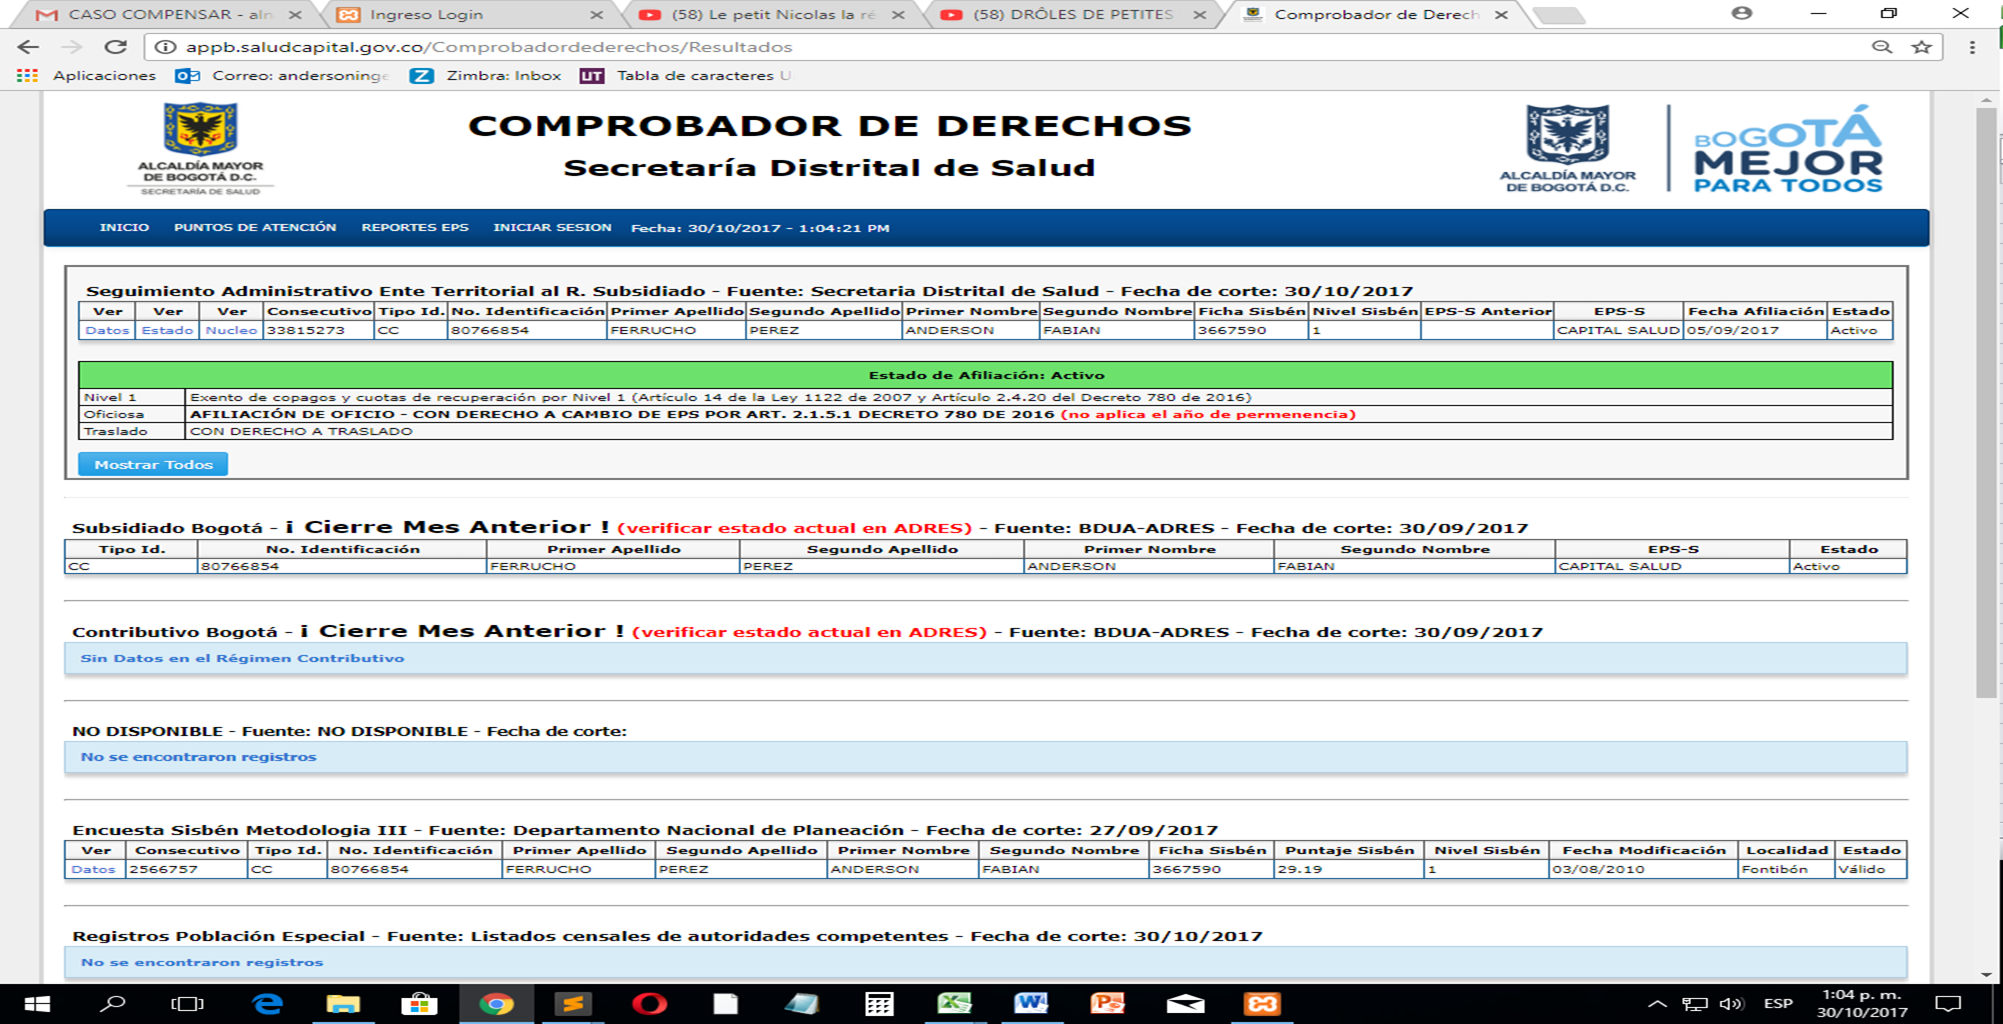 CASO COMPENSAR - aln
Ingreso Login
(58) Le petit Nicolas la ré
(58) DRÔLES DE PETITES
Comprobador de Derech
appb.saludcapital.gov.co/Comprobadordederechos/Resultados
Aplicaciones Correo: andersoninge Zimbra: Inbox UT Tabla de caracteres U
ALCALDÍA MAYOR
DE BOGOTÁ D.C.
SECRETARÍA DE SALUD
COMPROBADOR DE DERECHOS
Secretaría Distrital de Salud
ALCALDÍA MAYOR
DE BOGOTÁ D.C.
BOGOTÁ
MEJOR
PARA TODOS
INICIO PUNTOS DE ATENCIÓN REPORTES EPS INICIAR SESION Fecha: 30/10/2017 - 1:04:21 PM
Seguimiento Administrativo Ente Territorial al R. Subsidiado - Fuente: Secretaria Distrital de Salud - Fecha de corte: 30/10/2017
Ver Ver Ver Consecutivo Tipo Id. No. Identificación Primer Apellido Segundo Apellido Primer Nombre Segundo Nombre Ficha Sisbén Nivel Sisbén EPS-S Anterior EPS-S Fecha Afiliación Estado
Datos Estado Nucleo 33815273 CC 80766854 FERRUCHO PEREZ ANDERSON FABIAN 3667590 1 CAPITAL SALUD 05/09/2017 Activo
Estado de Afiliación: Activo
Nivel 1 Exento de copagos y cuotas de recuperación por Nivel 1 (Artículo 14 de la Ley 1122 de 2007 y Artículo 2.4.20 del Decreto 780 de 2016)
Oficiosa AFILIACIÓN DE OFICIO - CON DERECHO A CAMBIO DE EPS POR ART. 2.1.5.1 DECRETO 780 DE 2016 (no aplica el año de permenencia)
Traslado CON DERECHO A TRASLADO
Mostrar Todos
Subsidiado Bogotá - ¡ Cierre Mes Anterior ! (verificar estado actual en ADRES) - Fuente: BDUA-ADRES - Fecha de corte: 30/09/2017
Tipo Id. No. Identificación Primer Apellido Segundo Apellido Primer Nombre Segundo Nombre EPS-S Estado
CC 80766854 FERRUCHO PEREZ ANDERSON FABIAN CAPITAL SALUD Activo
Contributivo Bogotá - ¡ Cierre Mes Anterior ! (verificar estado actual en ADRES) - Fuente: BDUA-ADRES - Fecha de corte: 30/09/2017
Sin Datos en el Régimen Contributivo
NO DISPONIBLE - Fuente: NO DISPONIBLE - Fecha de corte:
No se encontraron registros
Encuesta Sisbén Metodologia III - Fuente: Departamento Nacional de Planeación - Fecha de corte: 27/09/2017
Ver Consecutivo Tipo Id. No. Identificación Primer Apellido Segundo Apellido Primer Nombre Segundo Nombre Ficha Sisbén Puntaje Sisbén Nivel Sisbén Fecha Modificación Localidad Estado
Datos 2566757 CC 80766854 FERRUCHO PEREZ ANDERSON FABIAN 3667590 29.19 1 03/08/2010 Fontibón Válido
Registros Población Especial - Fuente: Listados censales de autoridades competentes - Fecha de corte: 30/10/2017
No se encontraron registros
ESP
1:04 p. m.
30/10/2017